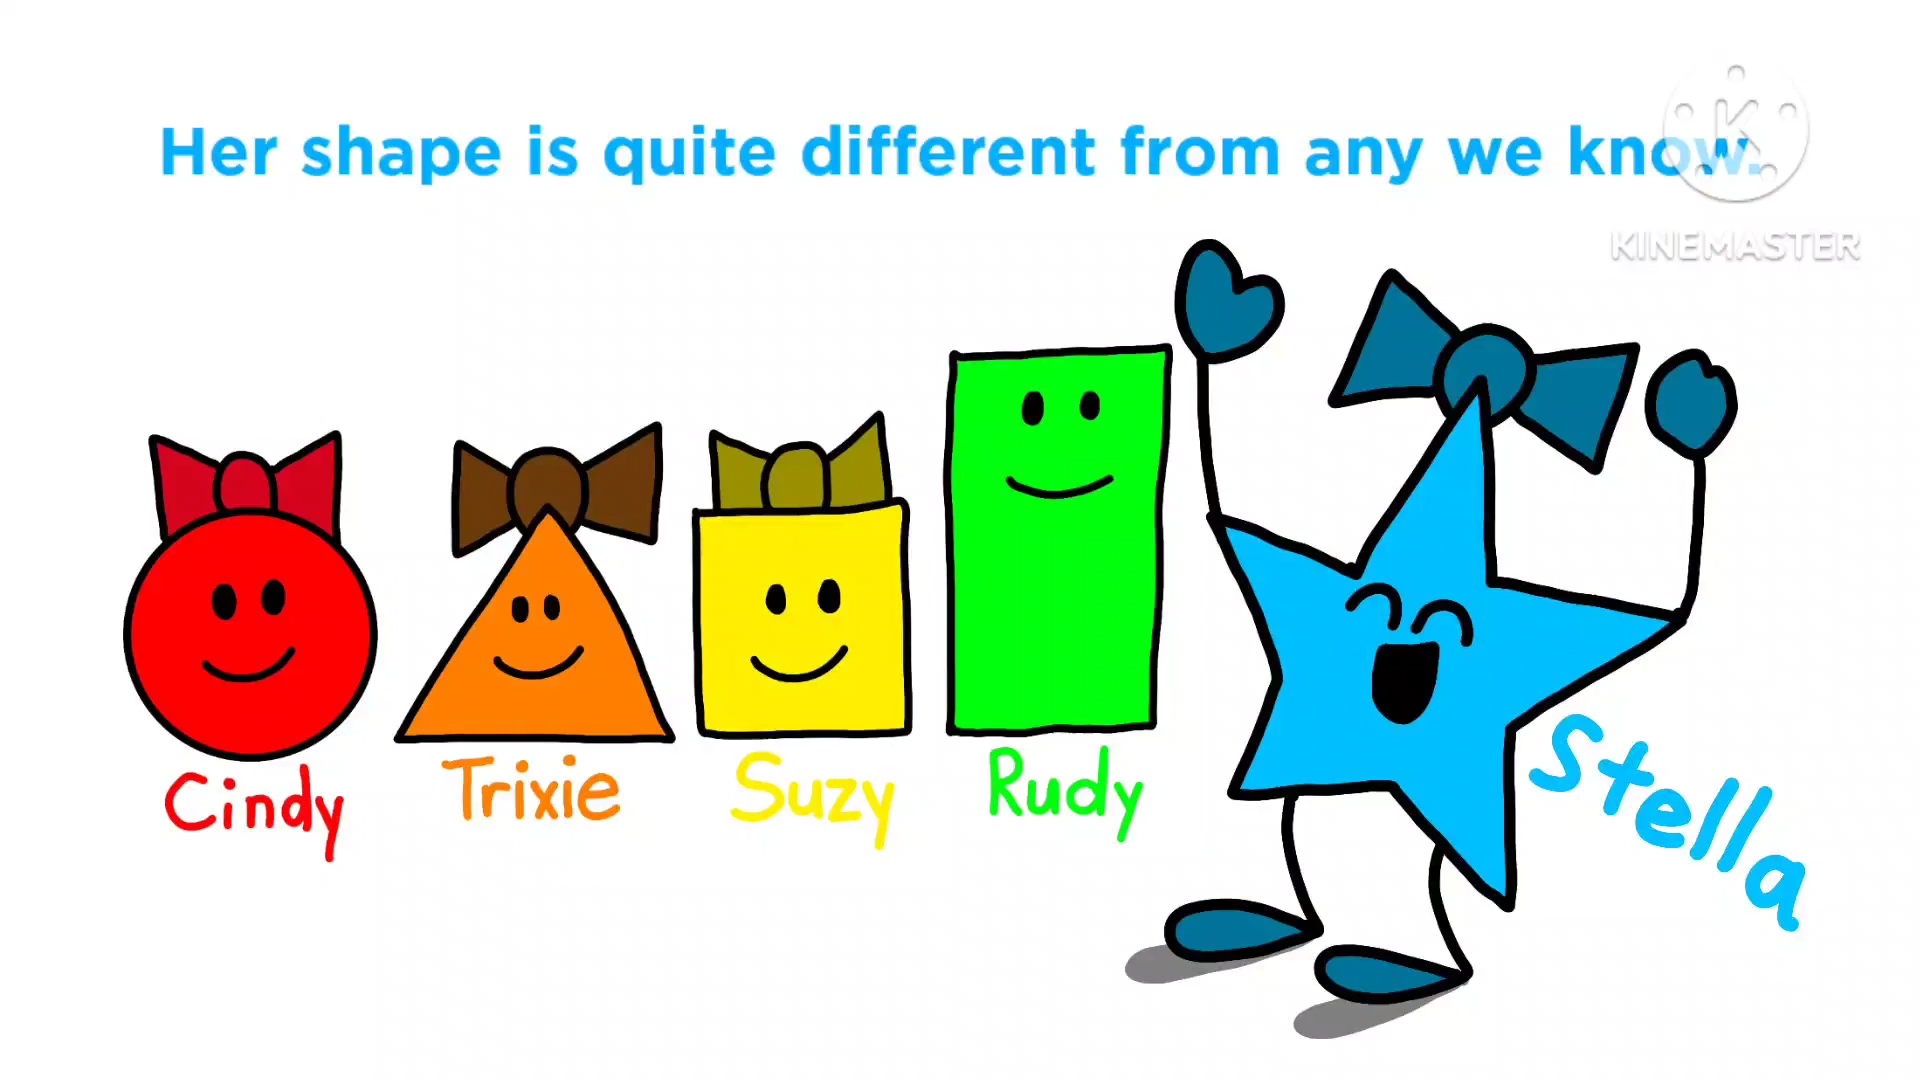 Her shape is quite different from any we know.
K
KINEMASTER
Cindy
Trixie
Suzy
Rudy
Stella